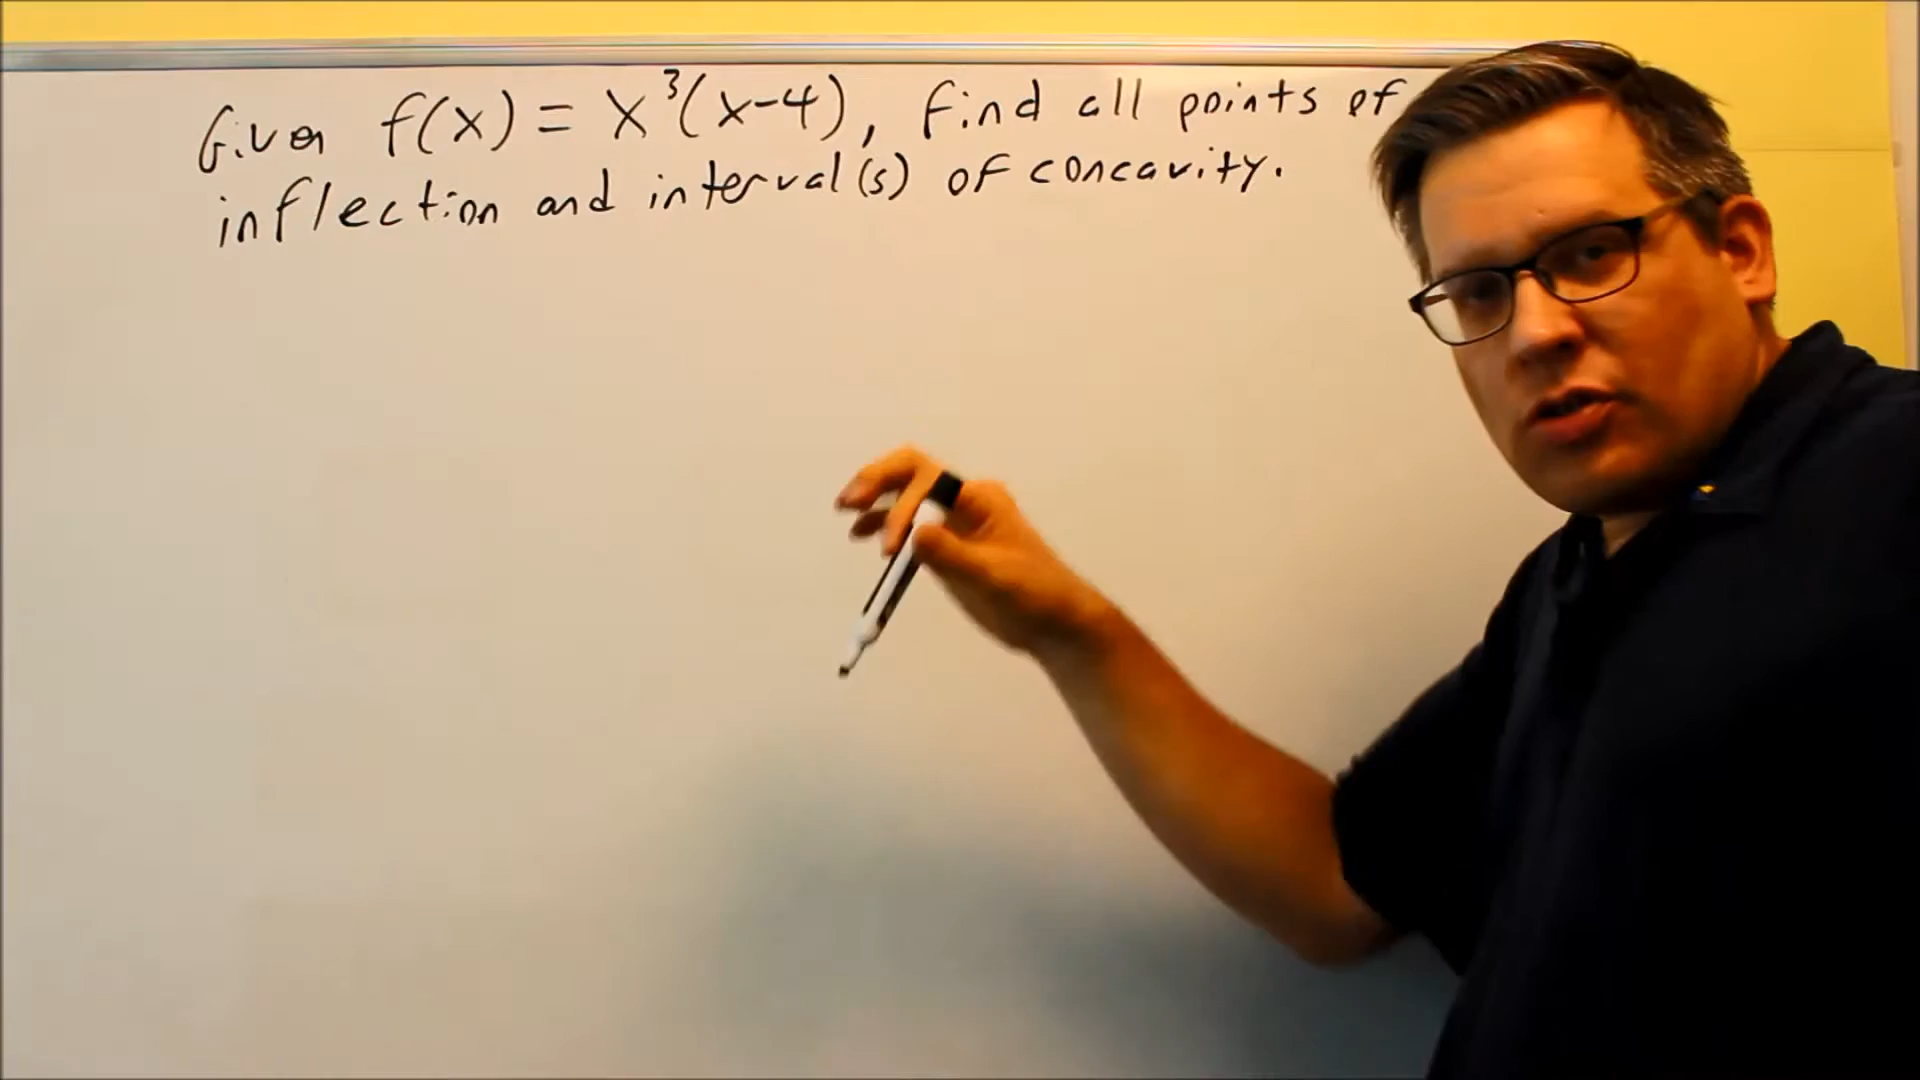 Given f(x) = x³(x-4), find all points of
inflection and interval(s) of concavity.